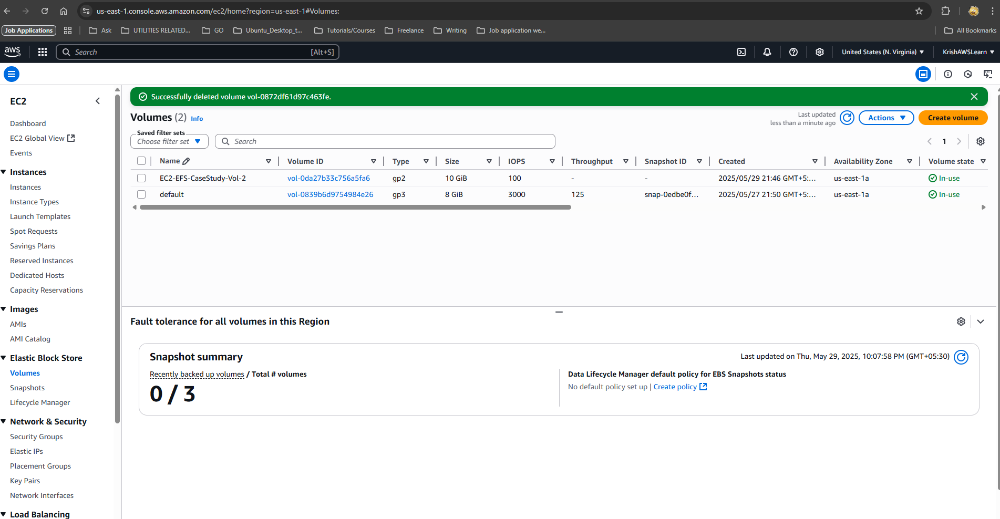 us-east-1.console.aws.amazon.com/ec2/home?region=us-east-1#Volumes:
Job Applications
Ask
UTILITIES RELATED...
GO
Ubuntu_Desktop_t...
Tutorials/Courses
Freelance
Writing
Job application we...
All Bookmarks
aws
Search
[Alt+S]
United States (N. Virginia)
KrishAWSLearn
EC2
Dashboard
EC2 Global View
Events
Instances
Instances
Instance Types
Launch Templates
Spot Requests
Savings Plans
Reserved Instances
Dedicated Hosts
Capacity Reservations
Images
AMIs
AMI Catalog
Elastic Block Store
Volumes
Snapshots
Lifecycle Manager
Network & Security
Security Groups
Elastic IPs
Placement Groups
Key Pairs
Network Interfaces
Load Balancing
Successfully deleted volume vol-0872df61d97c463fe.
Volumes (2) Info
Last updated
less than a minute ago
Actions
Create volume
Saved filter sets
Choose filter set
Search
1
Name Volume ID Type Size IOPS Throughput Snapshot ID Created Availability Zone Volume state
EC2-EFS-CaseStudy-Vol-2 vol-0da27b33c756a5fa6 gp2 10 GiB 100 - - 2025/05/29 21:46 GMT+5:... us-east-1a In-use
default vol-0839b6d9754984e26 gp3 8 GiB 3000 125 snap-0edbe0f... 2025/05/27 21:50 GMT+5:... us-east-1a In-use
Fault tolerance for all volumes in this Region
Snapshot summary
Last updated on Thu, May 29, 2025, 10:07:58 PM (GMT+05:30)
Recently backed up volumes / Total # volumes
0 / 3
Data Lifecycle Manager default policy for EBS Snapshots status
No default policy set up | Create policy